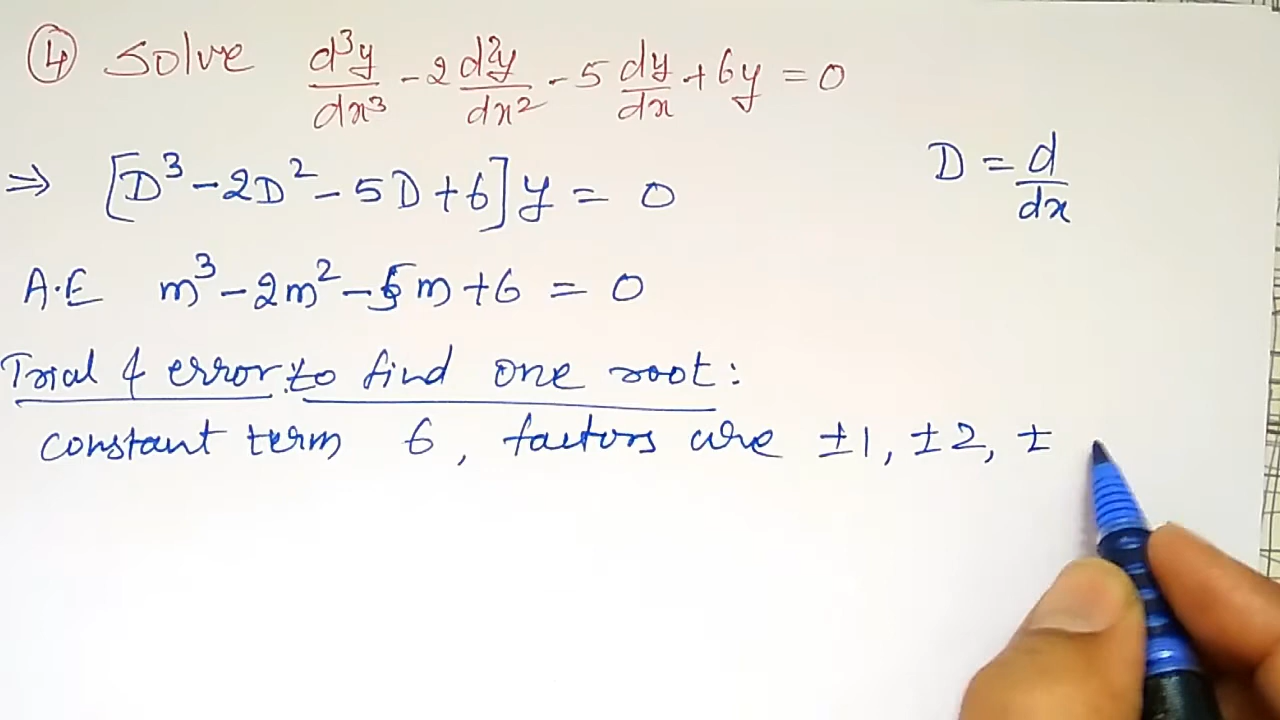 ④ Solve d³y/dx³ - 2 d²y/dx² - 5 dy/dx + 6y = 0
⇒ [D³ - 2D² - 5D + 6] y = 0
D = d/dx
A.E m³ - 2m² - 5m + 6 = 0
Trial & error to find one root:
constant term 6, factors are ±1, ±2, ±